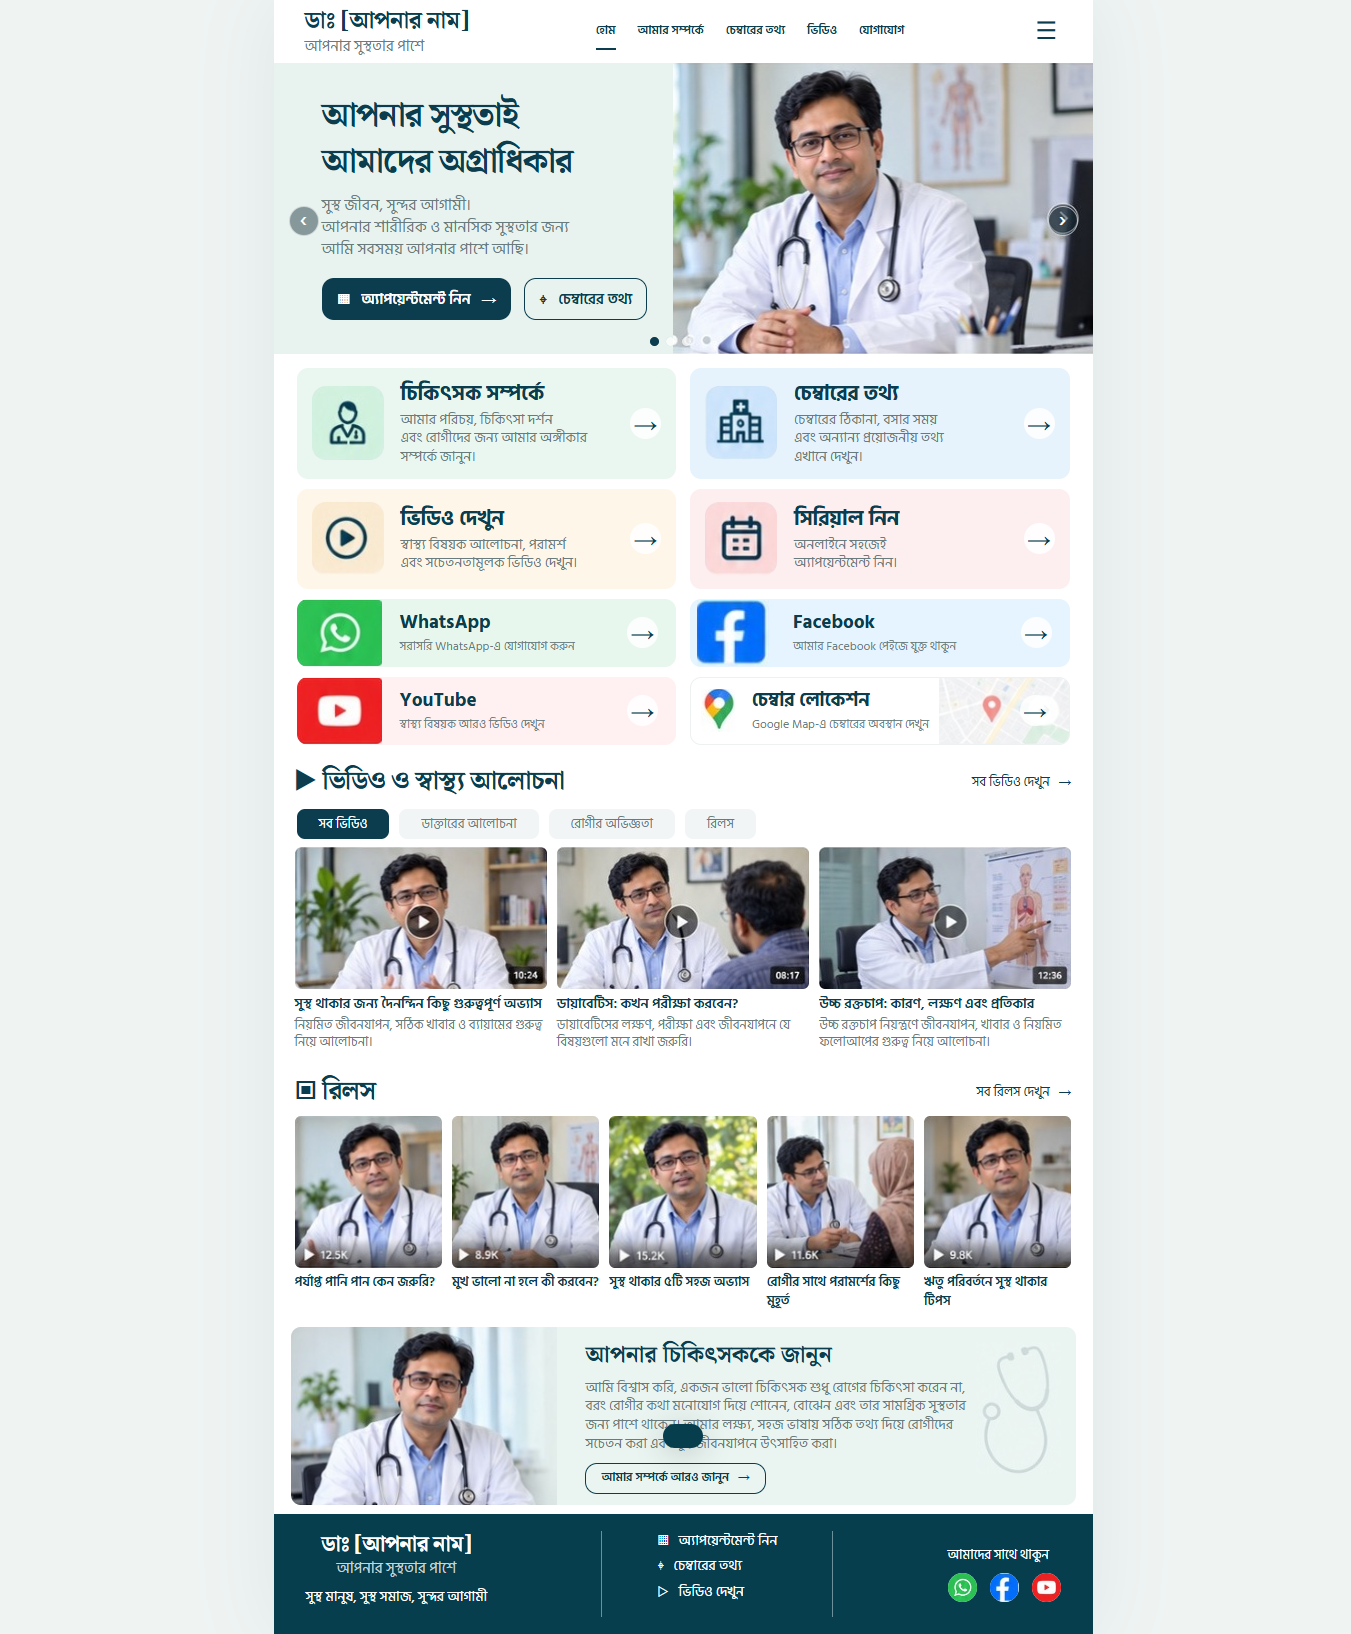 ডাঃ [আপনার নাম]
আপনার সুস্থতার পাশে
হোম
আমার সম্পর্কে
চেম্বারের তথ্য
ভিডিও
যোগাযোগ
আপনার সুস্থতাই
আমাদের অগ্রাধিকার
সুস্থ জীবন, সুন্দর আগামী।
আপনার শারীরিক ও মানসিক সুস্থতার জন্য
আমি সবসময় আপনার পাশে আছি।
অ্যাপয়েন্টমেন্ট নিন →
চেম্বারের তথ্য
চিকিৎসক সম্পর্কে
আমার পরিচয়, চিকিৎসা দর্শন
এবং রোগীদের জন্য আমার অঙ্গীকার
সম্পর্কে জানুন।
চেম্বারের তথ্য
চেম্বারের ঠিকানা, বসার সময়
এবং অন্যান্য প্রয়োজনীয় তথ্য
এখানে দেখুন।
ভিডিও দেখুন
স্বাস্থ্য বিষয়ক আলোচনা, পরামর্শ
এবং সচেতনতামূলক ভিডিও দেখুন।
সিরিয়াল নিন
অনলাইনে সহজেই
অ্যাপয়েন্টমেন্ট নিন।
WhatsApp
সরাসরি WhatsApp-এ যোগাযোগ করুন
Facebook
আমার Facebook পেইজে যুক্ত থাকুন
YouTube
স্বাস্থ্য বিষয়ক আরও ভিডিও দেখুন
চেম্বার লোকেশন
Google Map-এ চেম্বারের অবস্থান দেখুন
▶ ভিডিও ও স্বাস্থ্য আলোচনা
সব ভিডিও দেখুন →
সব ভিডিও
ডাক্তারের আলোচনা
রোগীর অভিজ্ঞতা
রিলস
10:24
08:17
12:36
সুস্থ থাকার জন্য দৈনন্দিন কিছু গুরুত্বপূর্ণ অভ্যাস
নিয়মিত জীবনযাপন, সঠিক খাবার ও ব্যায়ামের গুরুত্ব
নিয়ে আলোচনা।
ডায়াবেটিস: কখন পরীক্ষা করবেন?
ডায়াবেটিসের লক্ষণ, পরীক্ষা এবং জীবনযাপনে যে
বিষয়গুলো মনে রাখা জরুরি।
উচ্চ রক্তচাপ: কারণ, লক্ষণ এবং প্রতিকার
উচ্চ রক্তচাপ নিয়ন্ত্রণে জীবনযাপন, খাবার ও নিয়মিত
ফলোআপের গুরুত্ব নিয়ে আলোচনা।
▣ রিলস
সব রিলস দেখুন →
12.5K
8.9K
15.2K
11.6K
9.8K
পর্যাপ্ত পানি পান কেন জরুরি?
মুখ ভালো না হলে কী করবেন?
সুস্থ থাকার ৫টি সহজ অভ্যাস
রোগীর সাথে পরামর্শের কিছু
মুহূর্ত
ঋতু পরিবর্তনে সুস্থ থাকার
টিপস
আপনার চিকিৎসককে জানুন
আমি বিশ্বাস করি, একজন ভালো চিকিৎসক শুধু রোগের চিকিৎসা করেন না,
বরং রোগীর কথা মনোযোগ দিয়ে শোনেন, বোঝেন এবং তার সামগ্রিক সুস্থতার
জন্য পাশে থাকেন। আমার লক্ষ্য, সহজ ভাষায় সঠিক তথ্য দিয়ে রোগীদের
সচেতন করা জীবনযাপনে উৎসাহিত করা।
আমার সম্পর্কে আরও জানুন →
ডাঃ [আপনার নাম]
আপনার সুস্থতার পাশে
সুস্থ মানুষ, সুস্থ সমাজ, সুন্দর আগামী
অ্যাপয়েন্টমেন্ট নিন
চেম্বারের তথ্য
▷ ভিডিও দেখুন
আমাদের সাথে থাকুন